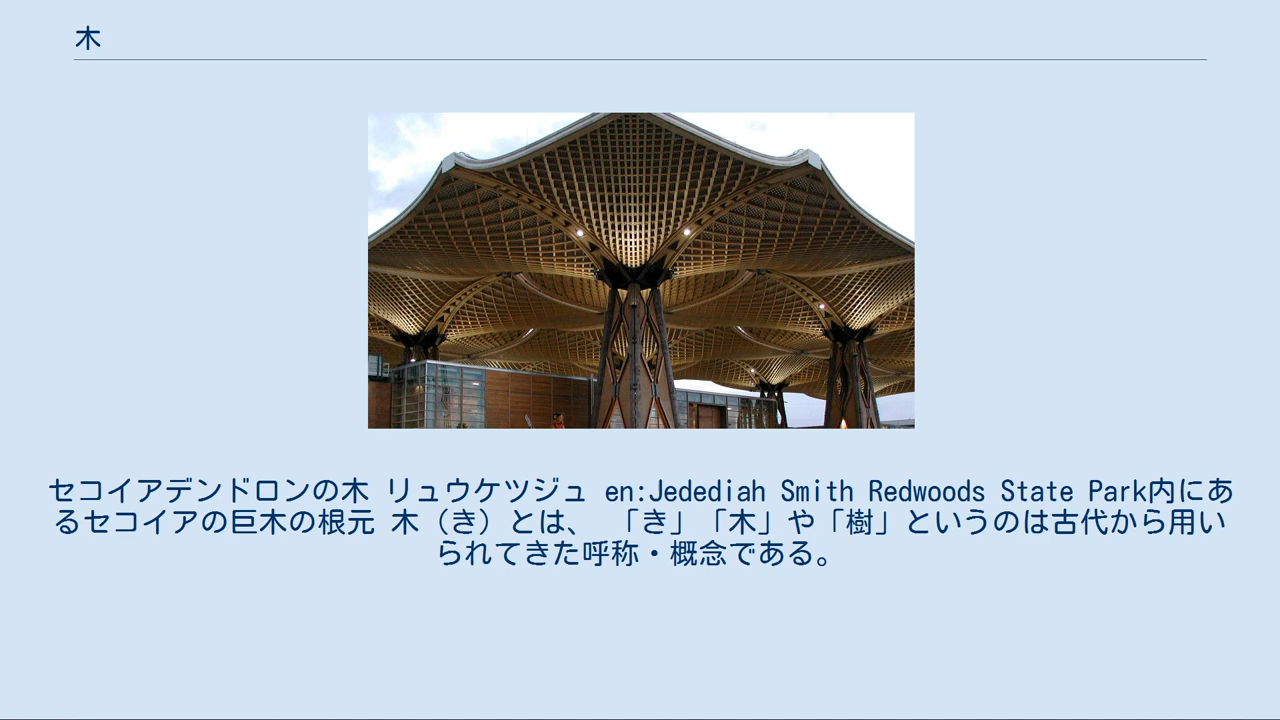 木
セコイアデンドロンの木 リュウケツジュ en:Jedediah Smith Redwoods State Park内にあ
るセコイアの巨木の根元 木（き）とは、 「き」「木」や「樹」というのは古代から用い
られてきた呼称・概念である。